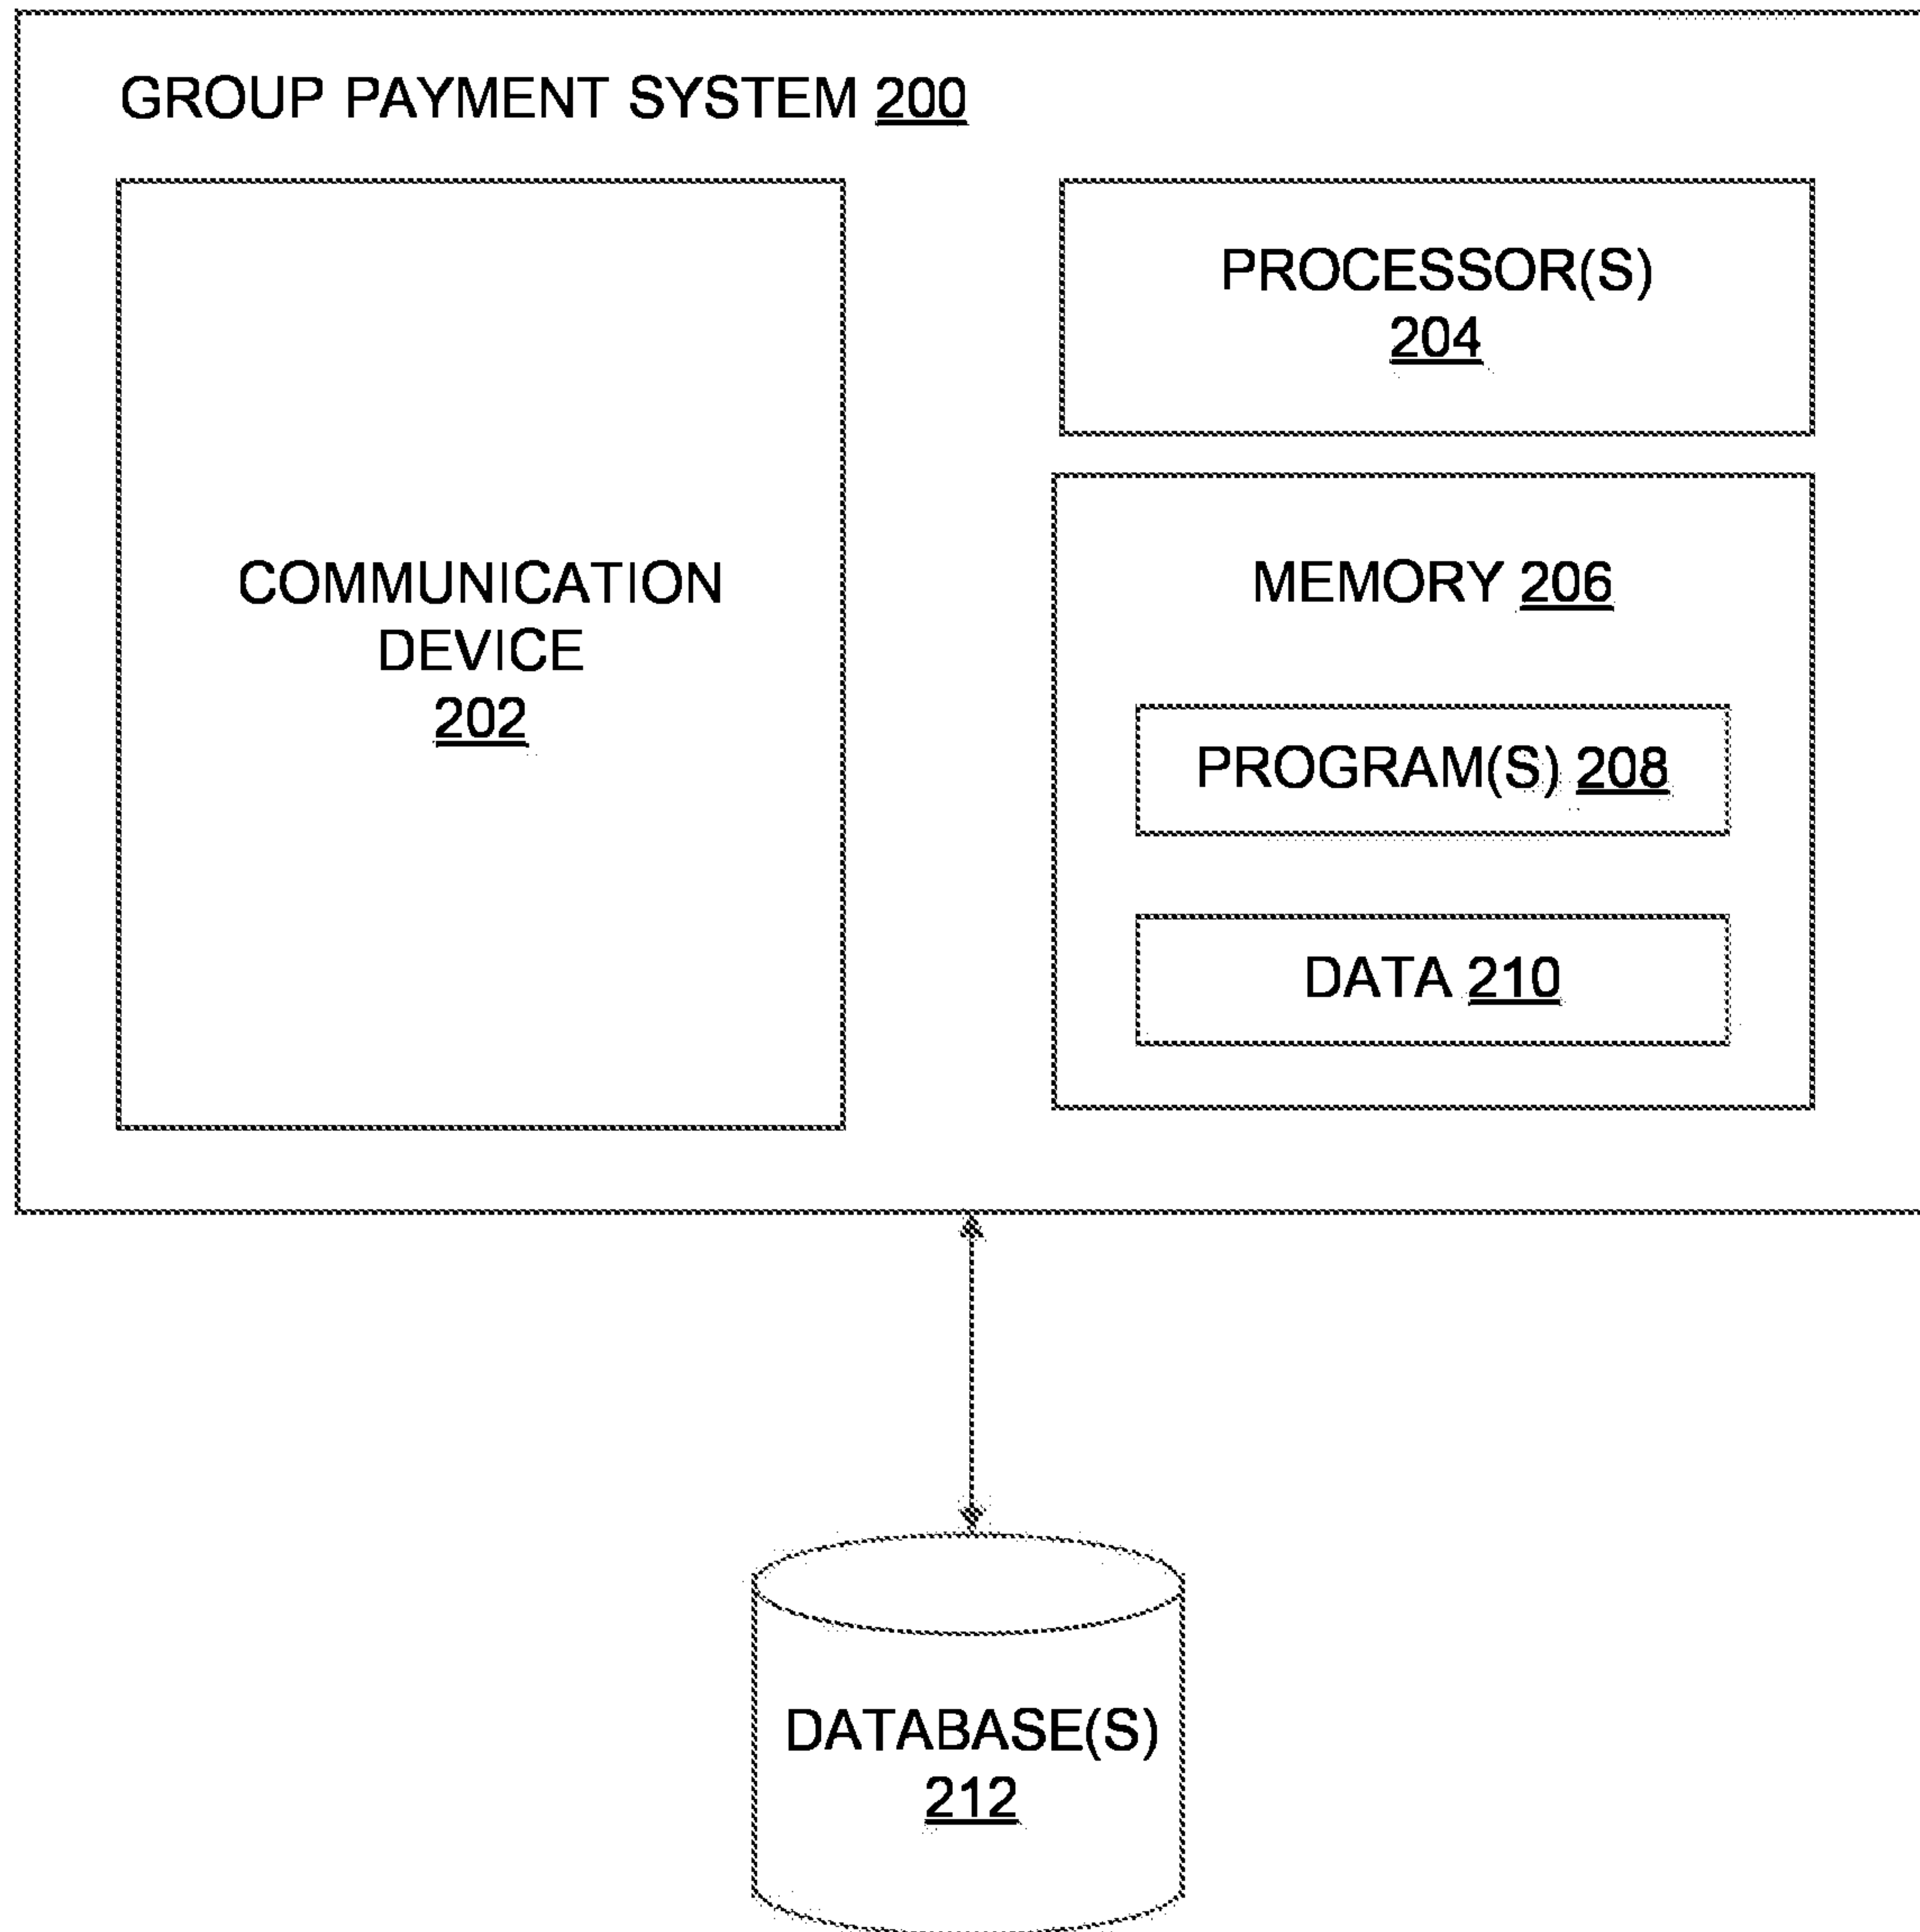 GROUP PAYMENT SYSTEM 200
COMMUNICATION
DEVICE
202
PROCESSOR(S)
204
MEMORY 206
PROGRAM(S) 208
DATA 210
DATABASE(S)
212